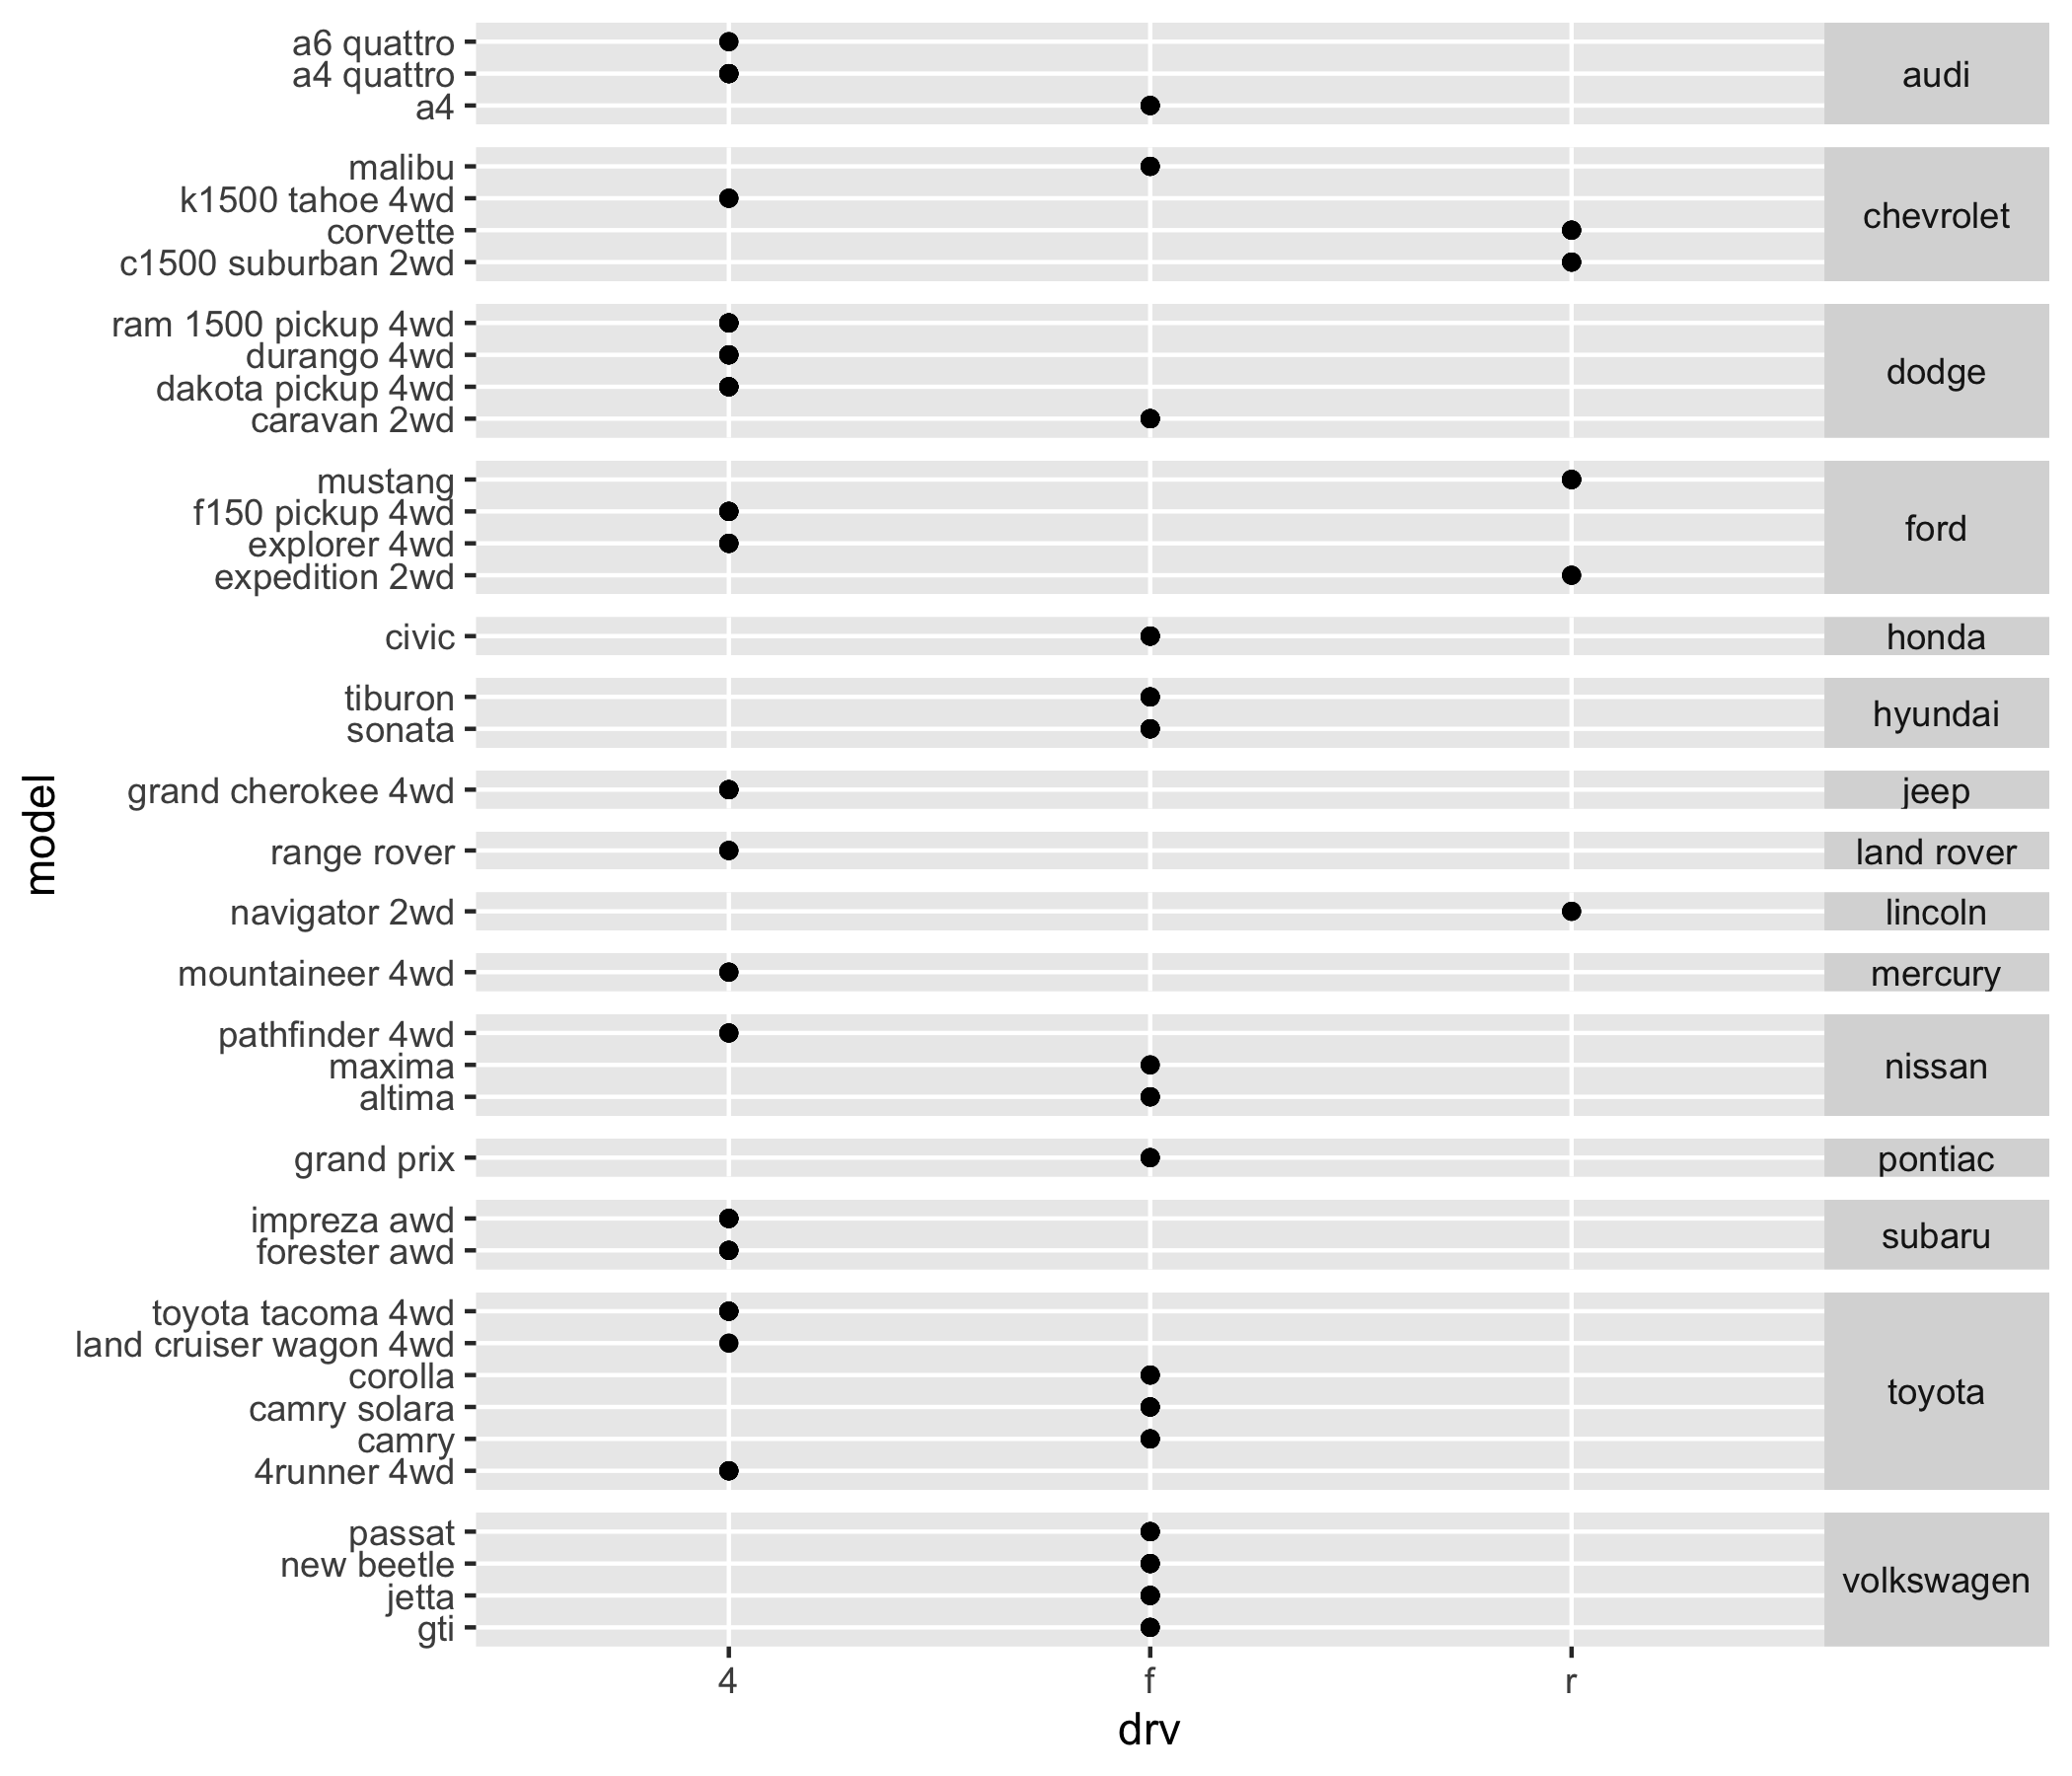 a6 quattro
a4 quattro
a4
audi
malibu
k1500 tahoe 4wd
corvette
c1500 suburban 2wd
chevrolet
ram 1500 pickup 4wd
durango 4wd
dakota pickup 4wd
caravan 2wd
dodge
mustang
f150 pickup 4wd
explorer 4wd
expedition 2wd
ford
civic
honda
tiburon
sonata
hyundai
grand cherokee 4wd
jeep
range rover
land rover
navigator 2wd
lincoln
mountaineer 4wd
mercury
pathfinder 4wd
maxima
altima
nissan
grand prix
pontiac
impreza awd
forester awd
subaru
toyota tacoma 4wd
land cruiser wagon 4wd
corolla
camry solara
camry
4runner 4wd
toyota
passat
new beetle
jetta
gti
volkswagen
model
4 f r
drv